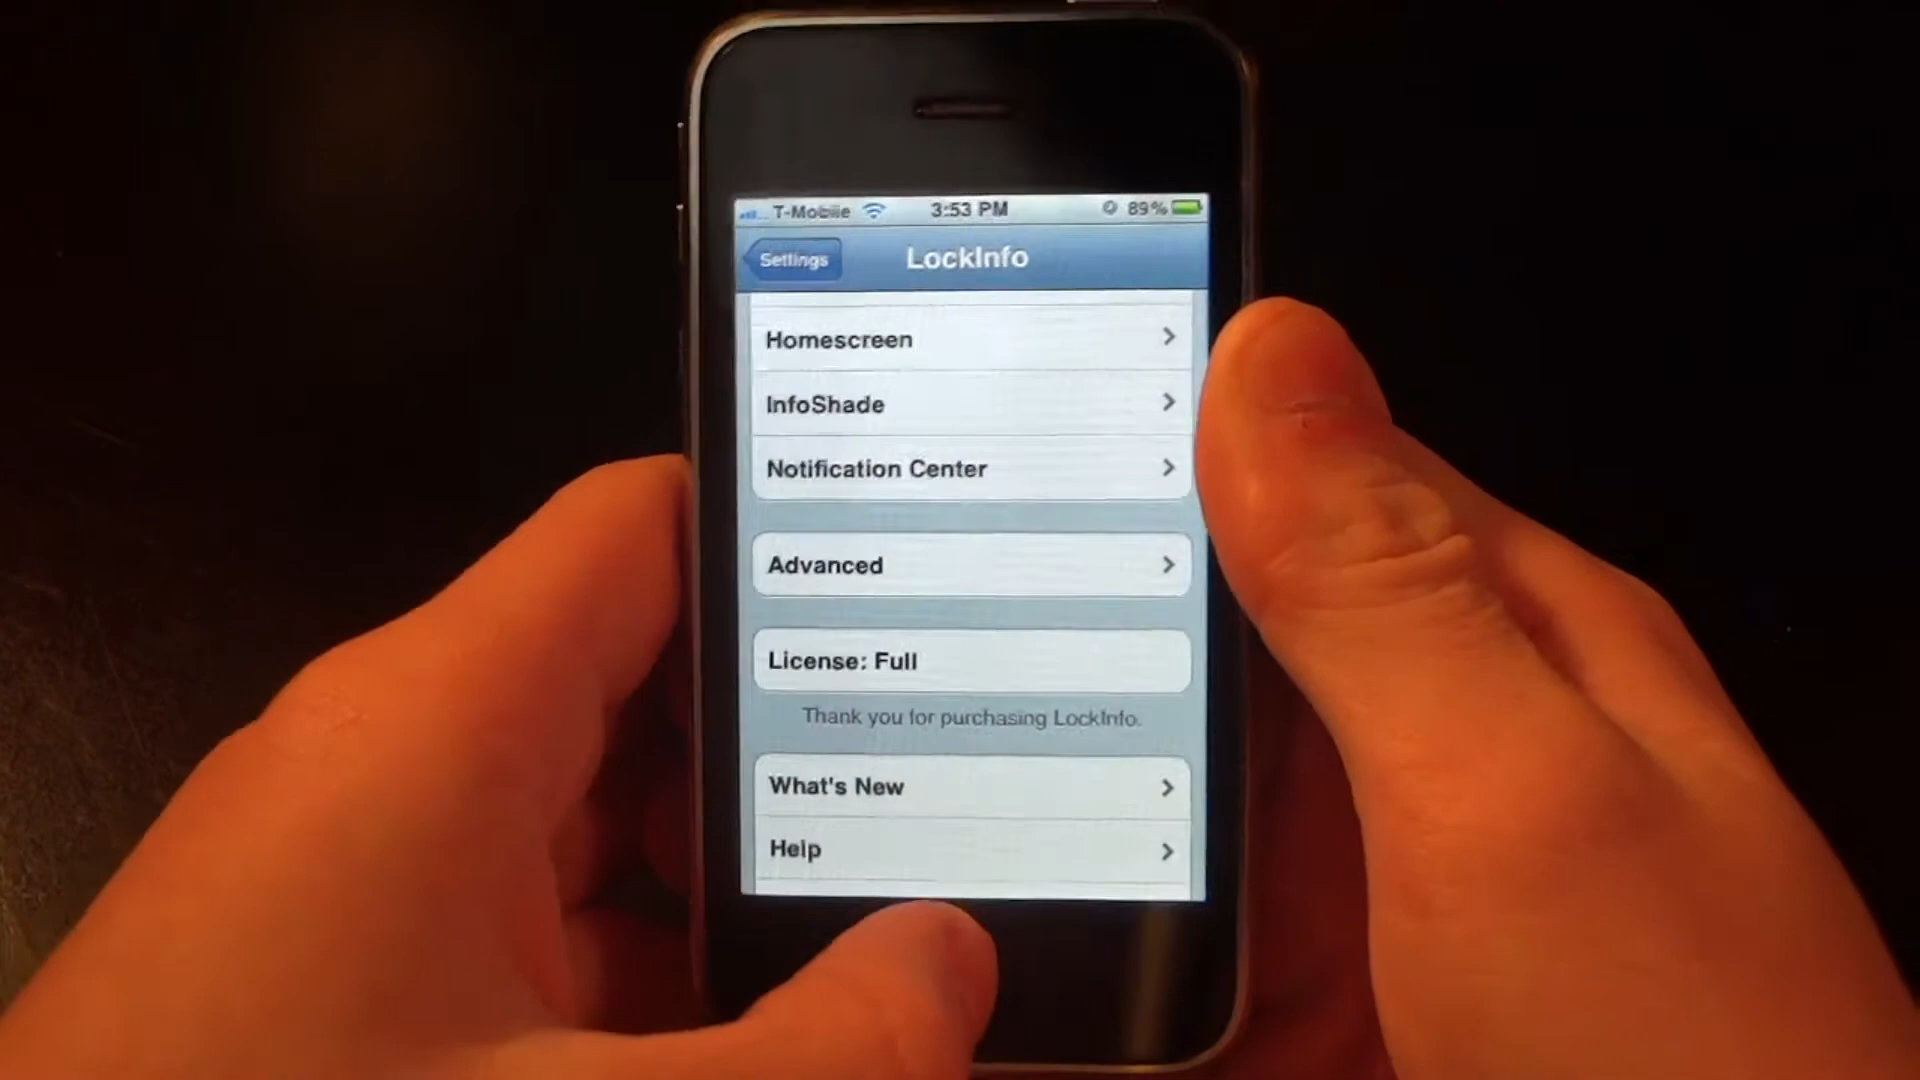 T-Mobile 3:53 PM 89%
Settings LockInfo
Homescreen
InfoShade
Notification Center
Advanced
License: Full
Thank you for purchasing LockInfo.
What's New
Help